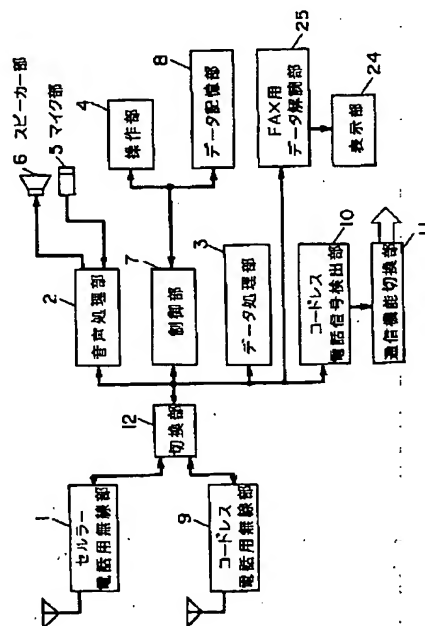 1
セルラー
電話用無線部
9
コードレス
電話用無線部
12
切換部
2
音声処理部
6 スピーカー部
5 マイク部
7
制御部
3
データ処理部
4
操作部
8
データ記憶部
10
コードレス
電話信号検出部
通信機能切換部
11
25
FAX用
データ解読部
24
表示部